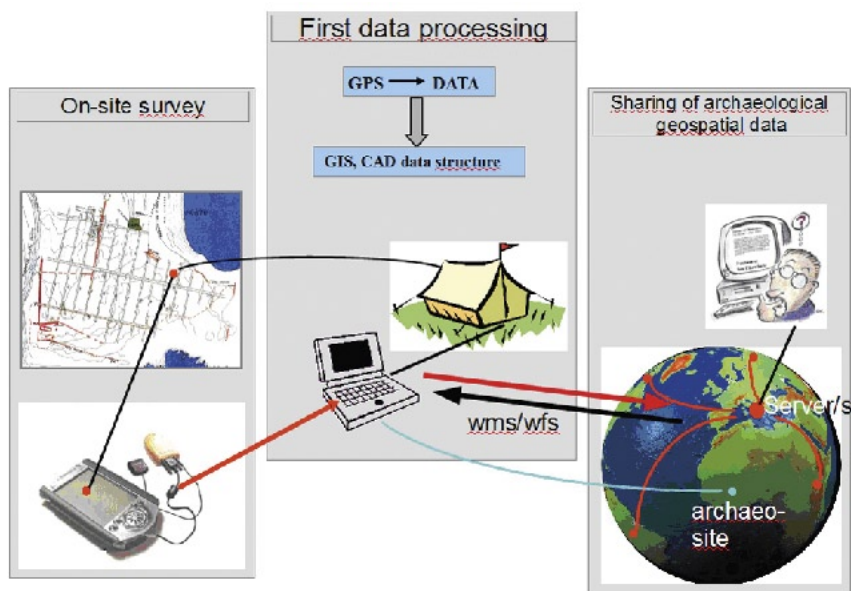 First data processing
GPS → DATA
GIS, CAD data structure
On-site survey
Sharing of archaeological
geospatial data
?
Server/s
wms/wfs
archaeo-
site